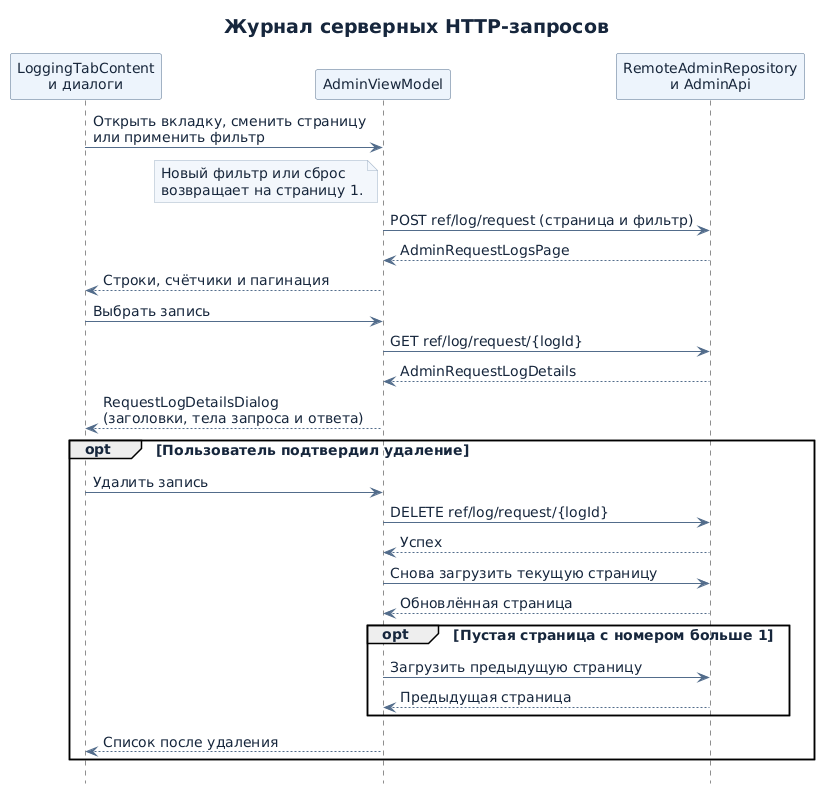 Журнал серверных HTTP-запросов
LoggingTabContent
и диалоги
AdminViewModel
RemoteAdminRepository
и AdminApi
Открыть вкладку, сменить страницу
или применить фильтр
Новый фильтр или сброс
возвращает на страницу 1.
POST ref/log/request (страница и фильтр)
AdminRequestLogsPage
Строки, счётчики и пагинация
Выбрать запись
GET ref/log/request/{logId}
AdminRequestLogDetails
RequestLogDetailsDialog
(заголовки, тела запроса и ответа)
opt [Пользователь подтвердил удаление]
Удалить запись
DELETE ref/log/request/{logId}
Успех
Снова загрузить текущую страницу
Обновлённая страница
opt [Пустая страница с номером больше 1]
Загрузить предыдущую страницу
Предыдущая страница
Список после удаления